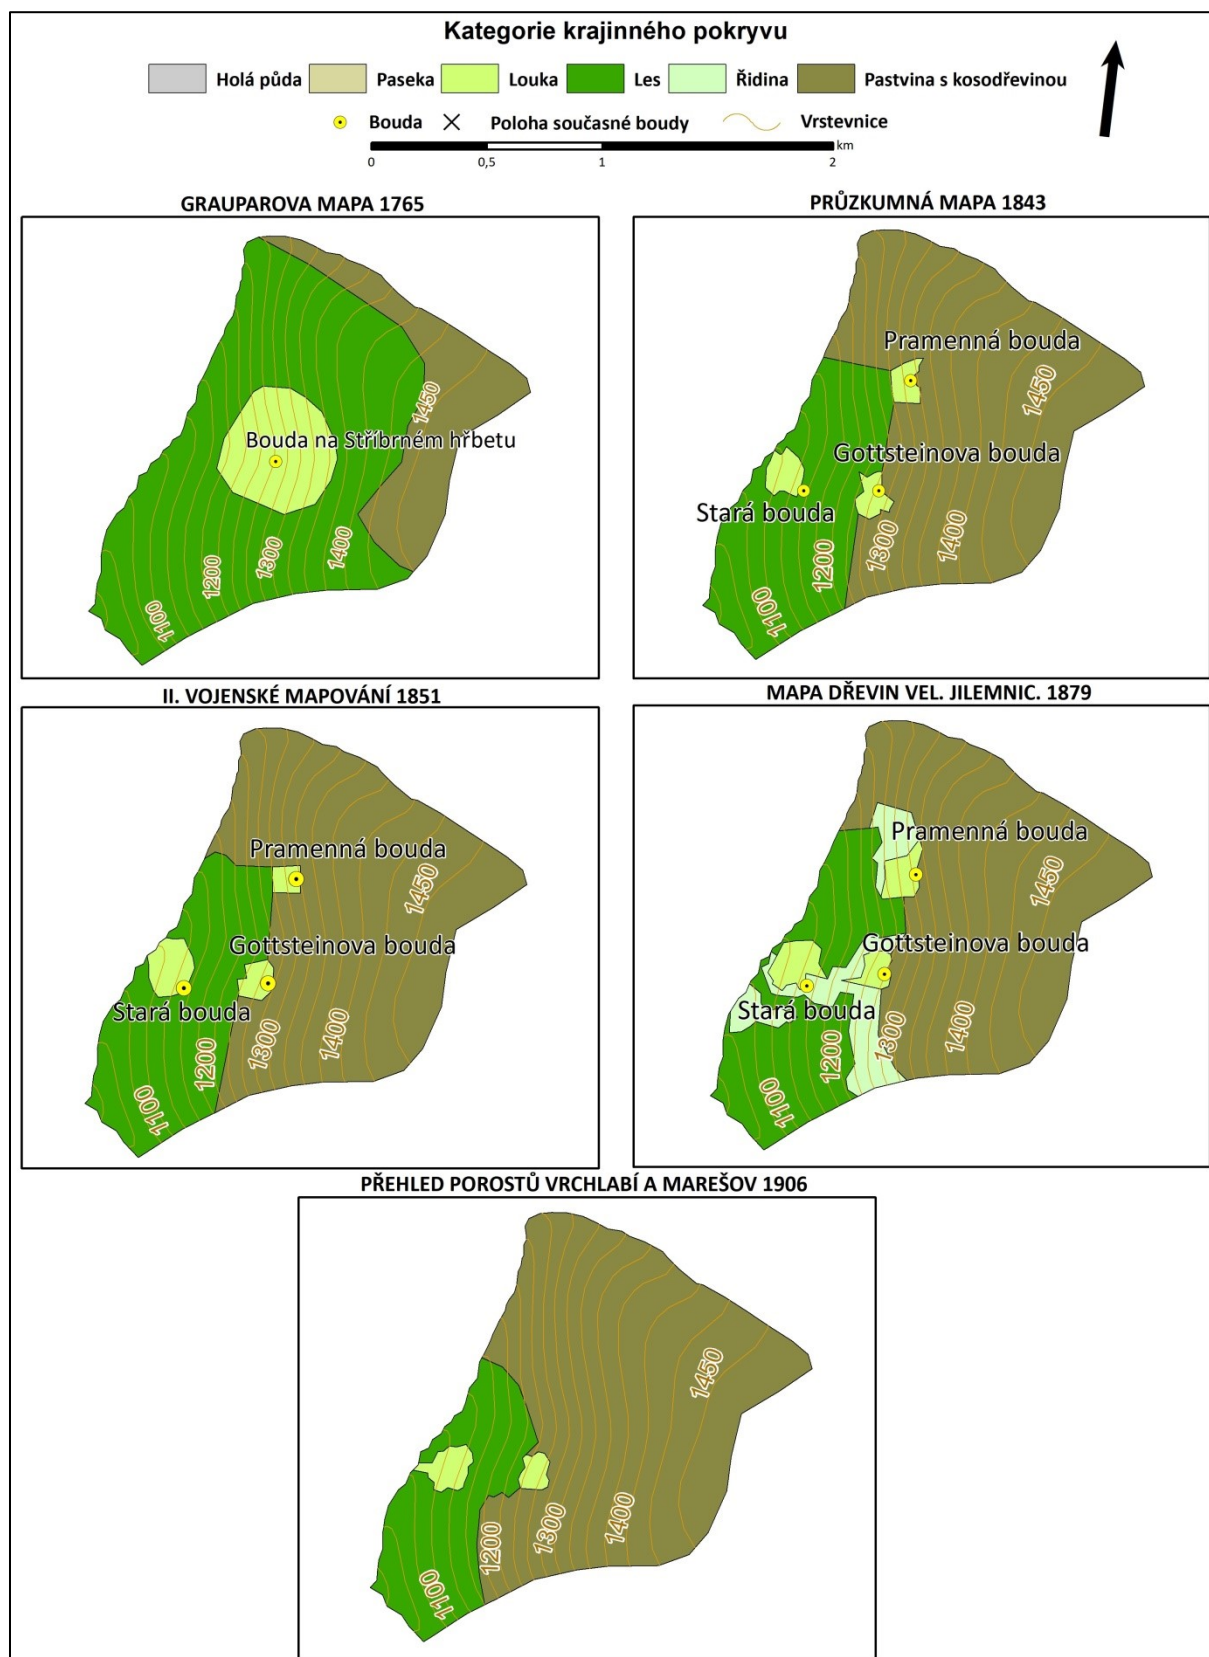 Kategorie krajinného pokryvu
Holá půda Paseka Louka Les Řidina Pastvina s kosodřevinou
Bouda Poloha současné boudy Vrstevnice
km
0 0,5 1 2
GRAUPAROVA MAPA 1765
1450
Bouda na Stříbrném hřbetu
1400
1300
1200
1100
PRŮZKUMNÁ MAPA 1843
Pramenná bouda
1450
Gottsteinova bouda
Stará bouda
1400
1300
1200
1100
II. VOJENSKÉ MAPOVÁNÍ 1851
Pramenná bouda
1450
Gottsteinova bouda
Stará bouda
1400
1300
1200
1100
MAPA DŘEVIN VEL. JILEMNIC. 1879
Pramenná bouda
1450
Gottsteinova bouda
Stará bouda
1400
1300
1200
1100
PŘEHLED POROSTŮ VRCHLABÍ A MAREŠOV 1906
1450
1400
1300
1200
1100